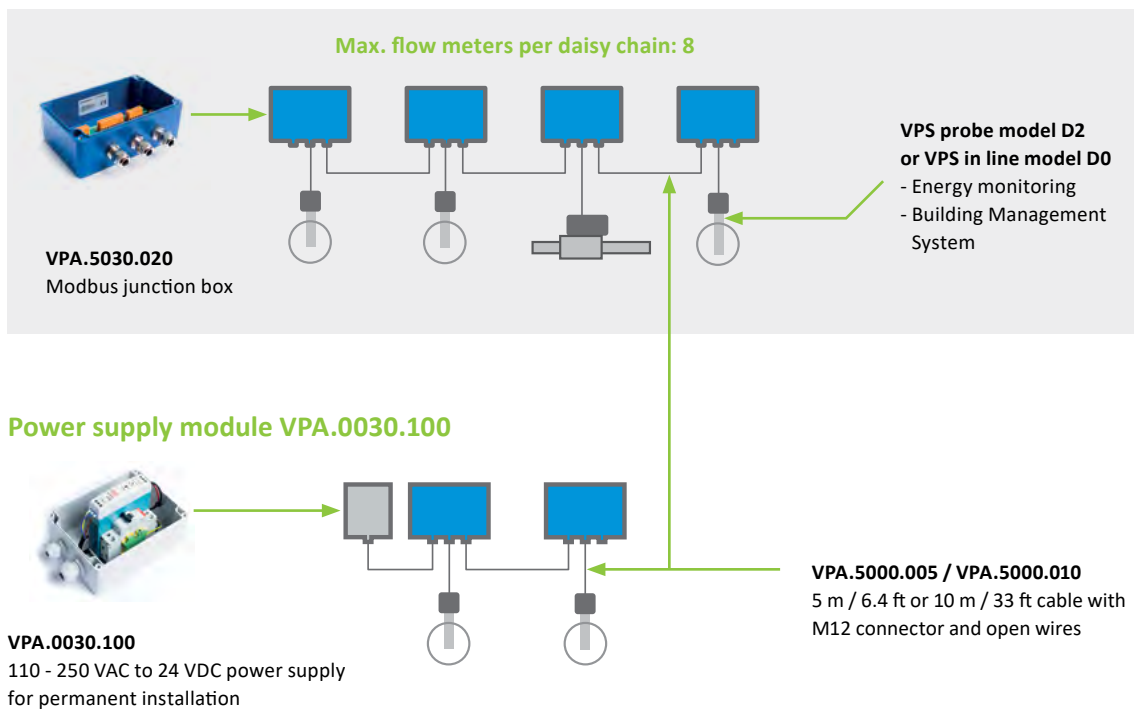 Max. flow meters per daisy chain: 8
VPS probe model D2
or VPS in line model D0
- Energy monitoring
- Building Management
System
VPA.5030.020
Modbus junction box
Power supply module VPA.0030.100
VPA.5000.005 / VPA.5000.010
5 m / 6.4 ft or 10 m / 33 ft cable with
M12 connector and open wires
VPA.0030.100
110 - 250 VAC to 24 VDC power supply
for permanent installation